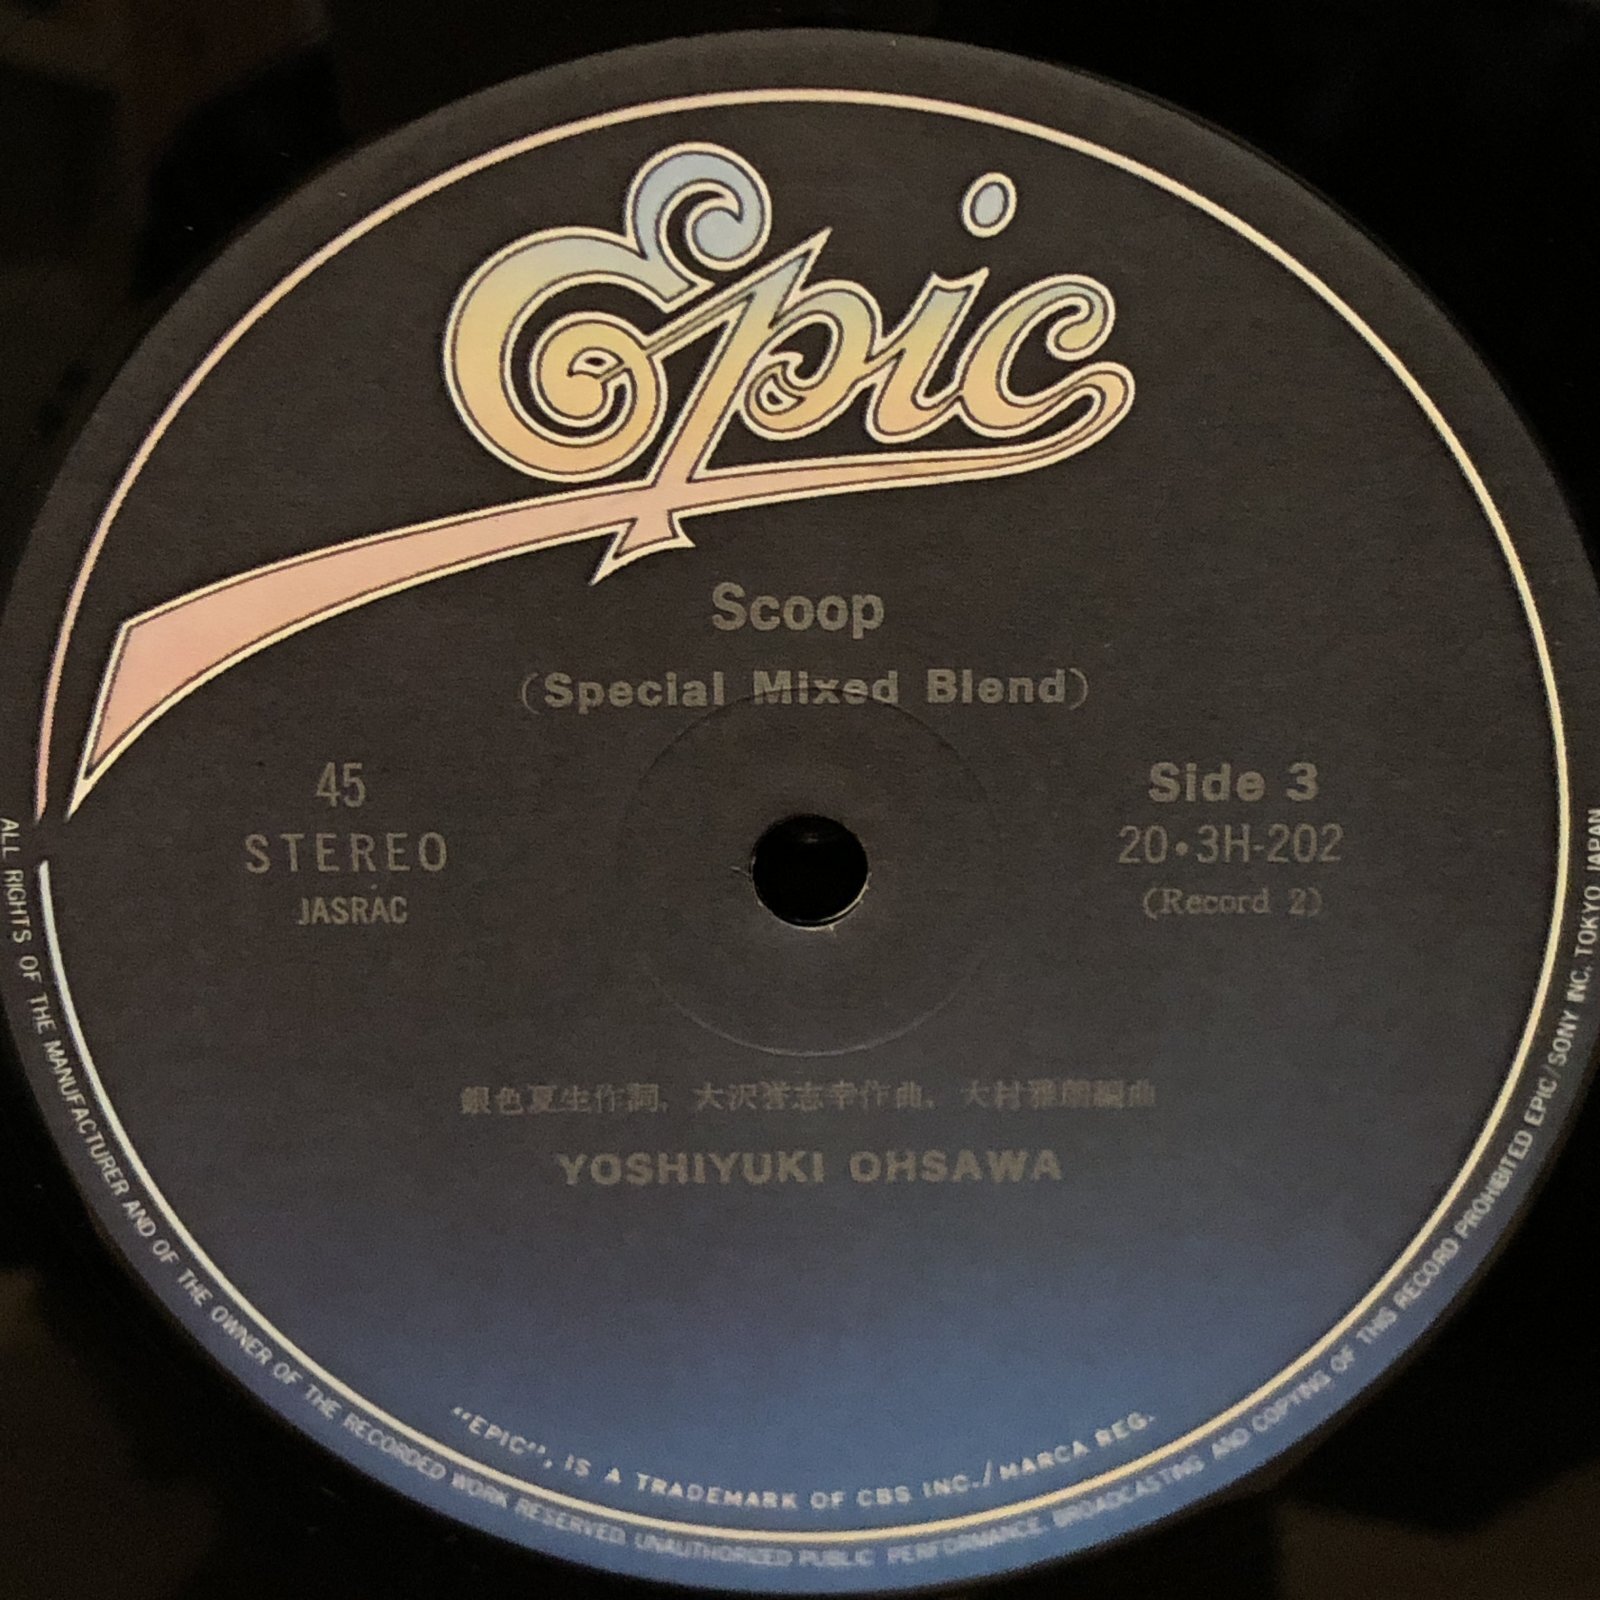 Epic
Scoop
(Special Mixed Blend)
45
STEREO
JASRAC
Side 3
20・3H-202
(Record 2)
銀色夏生作詞, 大沢誉志幸作曲, 大村雅朗編曲
YOSHIYUKI OHSAWA
"EPIC", IS A TRADEMARK OF CBS INC./MARCA REG.
ALL RIGHTS OF THE MANUFACTURER AND OF THE OWNER OF THE RECORDED WORK RESERVED. UNAUTHORIZED PUBLIC PERFORMANCE, BROADCASTING AND COPYING OF THIS RECORD PROHIBITED EPIC/SONY INC, TOKYO JAPAN